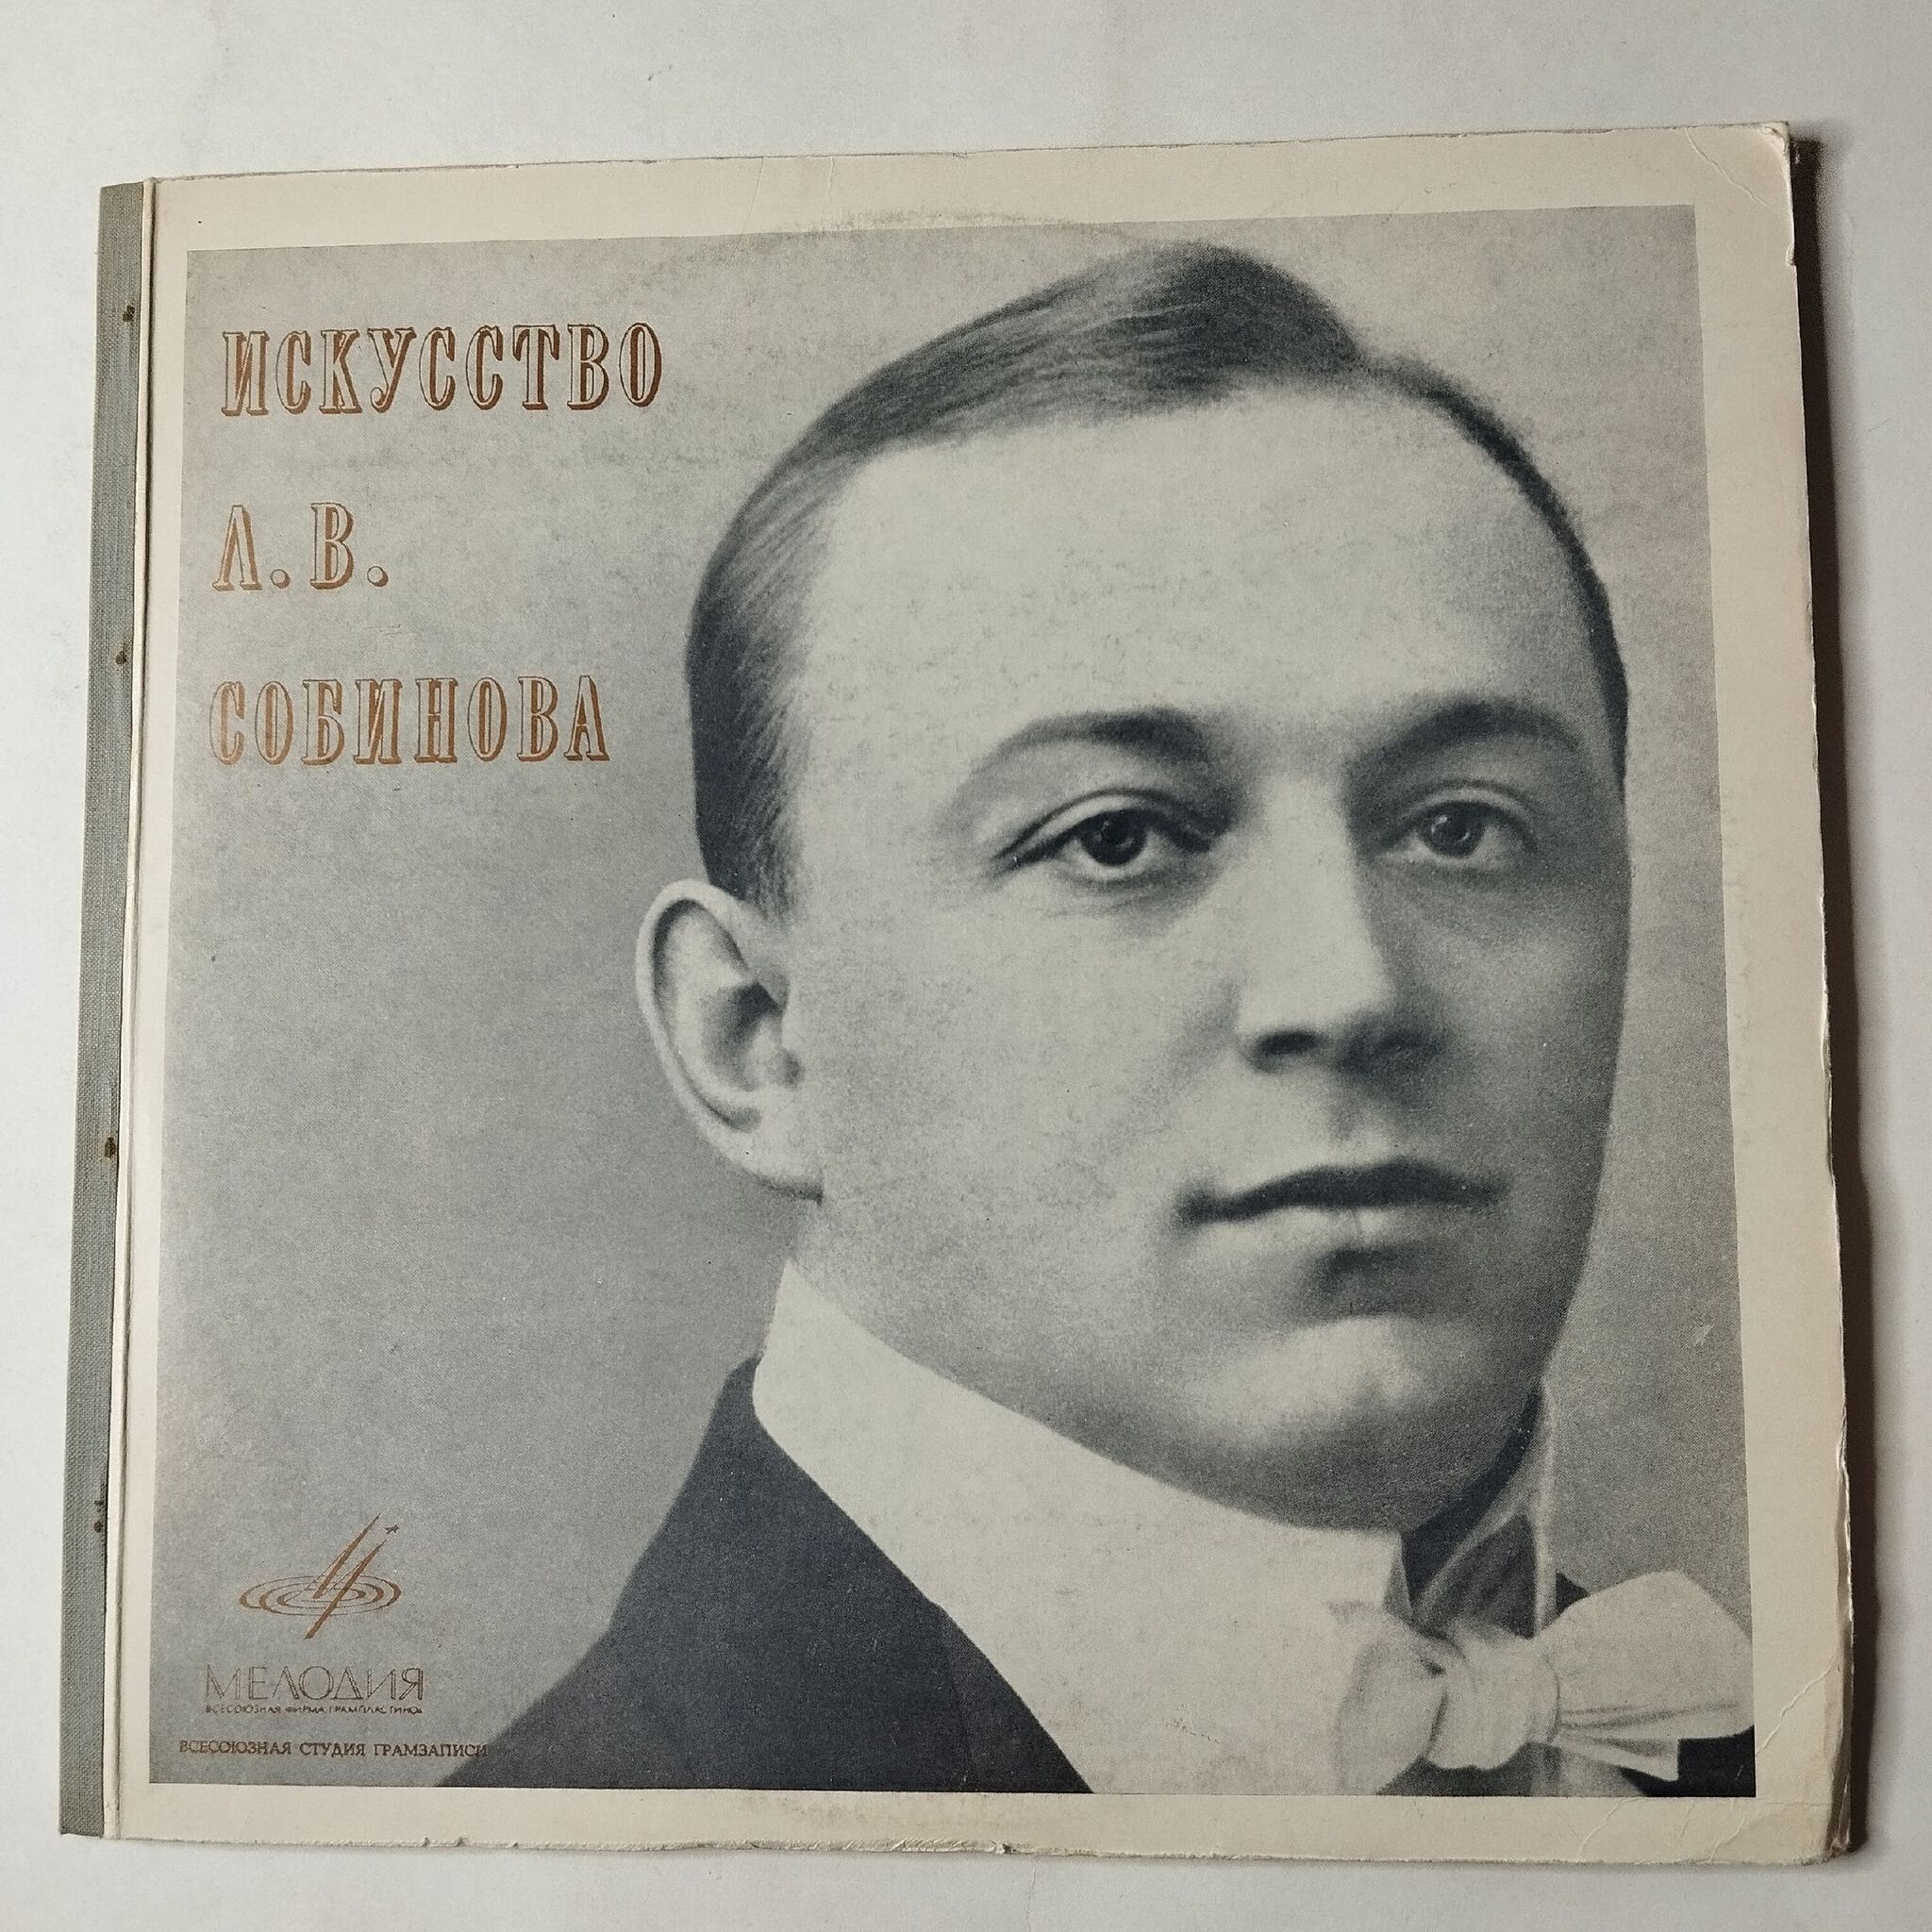 ИСКУССТВО
Л. В.
СОБИНОВА
МЕЛОДИЯ
ВСЕСОЮЗНАЯ ФИРМА ГРАМПЛАСТИНОК
ВСЕСОЮЗНАЯ СТУДИЯ ГРАМЗАПИСИ